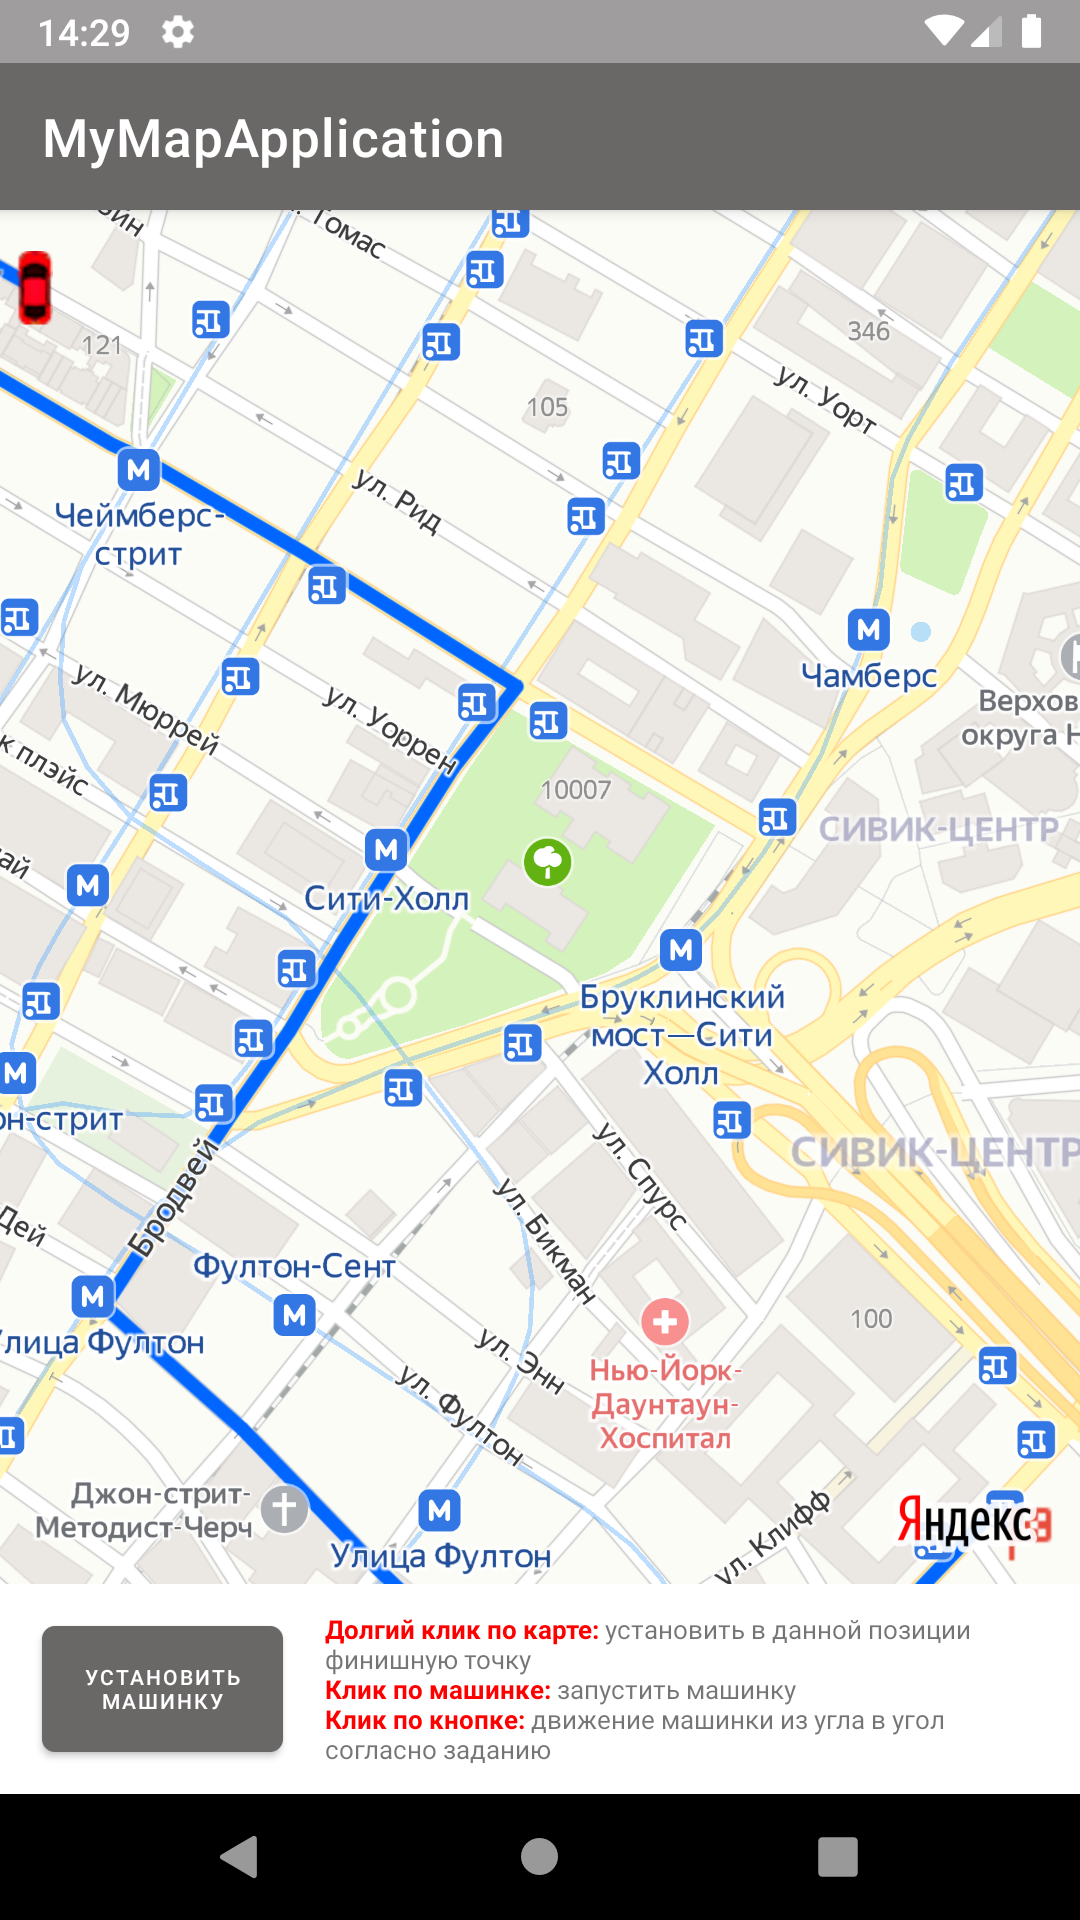 14:29
MyMapApplication
Томас
121
346
ул. Уорт
105
ул. Рид
Чеймберс-
стрит
Чамберс
ул. Мюррей
ул. Уоррен
плэйс
Верхов
округа Н
10007
СИВИК-ЦЕНТР
Сити-Холл
Бруклинский
мост—Сити
Холл
он-стрит
СИВИК-ЦЕНТР
ул. Спурс
Бродвей
ул. Бикман
Дей
Фултон-Сент
100
лица Фултон
ул. Энн
Нью-Йорк-
Даунтаун-
Хоспитал
ул. Фултон
Джон-стрит-
Методист-Черч
ул. Клифф
Яндекс
Улица Фултон
УСТАНОВИТЬ
МАШИНКУ
Долгий клик по карте: установить в данной позиции
финишную точку
Клик по машинке: запустить машинку
Клик по кнопке: движение машинки из угла в угол
согласно заданию